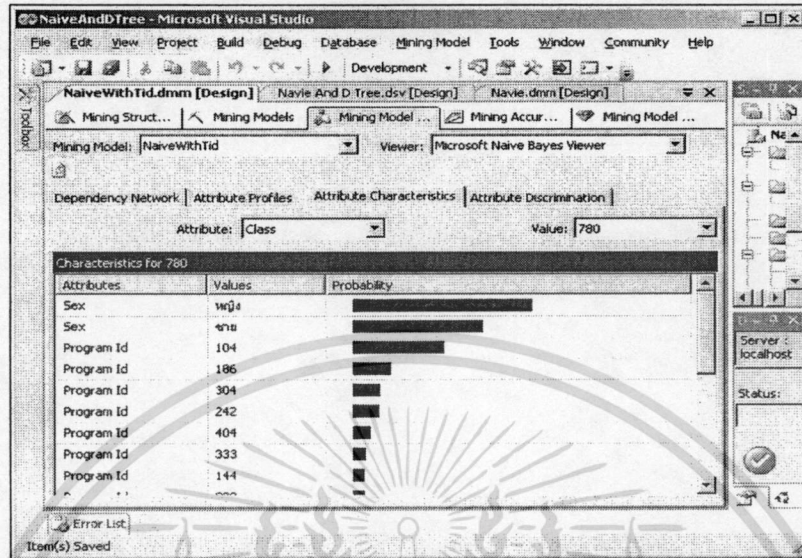 NaiveAndDTree - Microsoft Visual Studio
File Edit View Project Build Debug Database Mining Model Tools Window Community Help
Development
NaiveWithTid.dmm [Design] Navie And D Tree.dsv [Design] Navie.dmm [Design]
Toolbox
Mining Struct... Mining Models Mining Model ... Mining Accur... Mining Model ...
Mining Model: NaiveWithTid Viewer: Microsoft Naive Bayes Viewer
Dependency Network Attribute Profiles Attribute Characteristics Attribute Discrimination
Attribute: Class Value: 780
Characteristics for 780
Attributes Values Probability
Sex หญิง
Sex ชาย
Program Id 104
Program Id 186
Program Id 304
Program Id 242
Program Id 404
Program Id 333
Program Id 144
Server :
localhost
Status:
Error List
Item(s) Saved